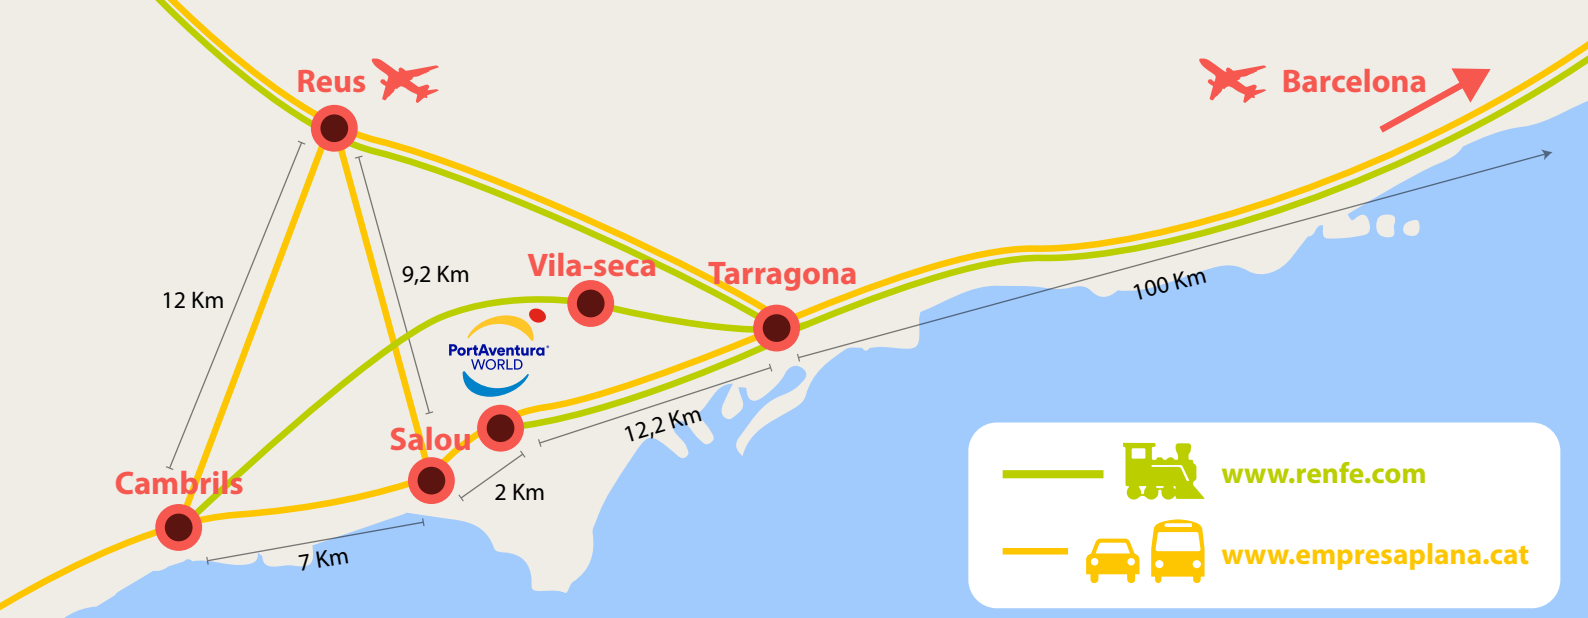 Reus
Barcelona
12 Km
9,2 Km
Vila-seca
Tarragona
100 Km
PortAventura®
WORLD
12,2 Km
Salou
Cambrils
2 Km
7 Km
www.renfe.com
www.empresaplana.cat